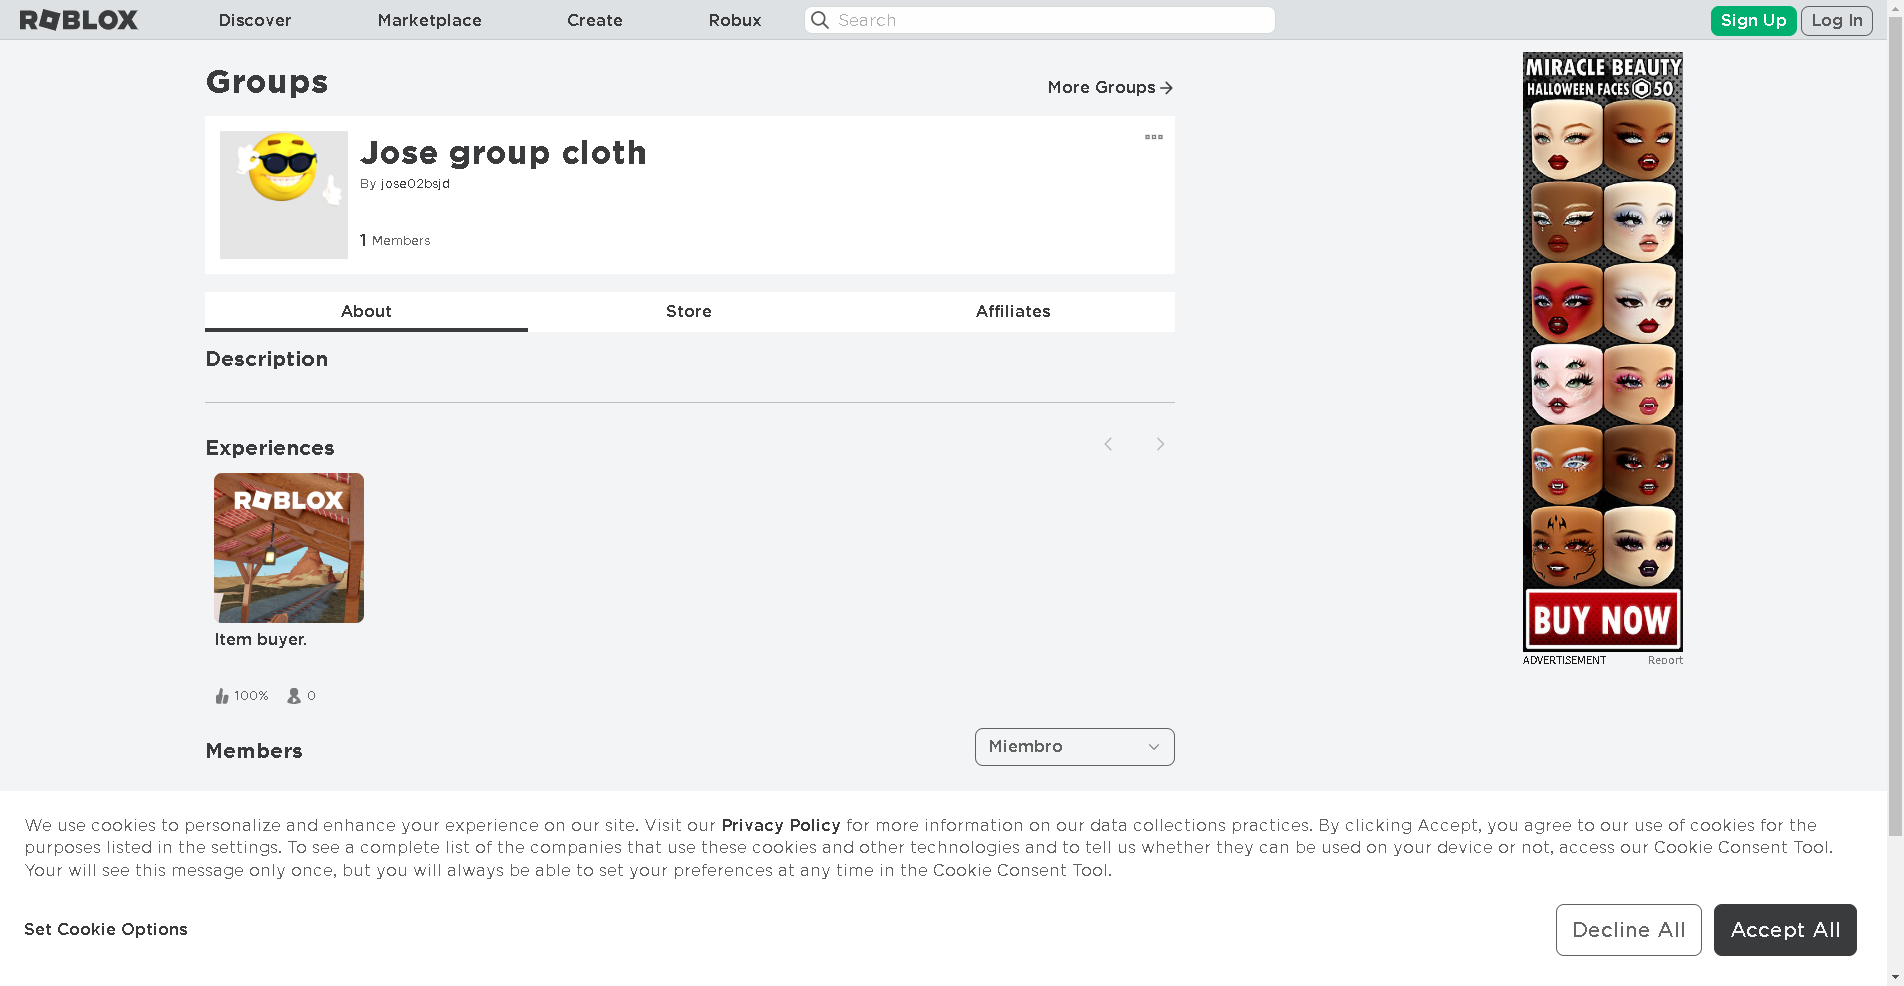 ROBLOX
Discover
Marketplace
Create
Robux
Search
Sign Up
Log In
Groups
More Groups
Jose group cloth
By jose02bsjd
1 Members
About
Store
Affiliates
Description
Experiences
ROBLOX
Item buyer.
100%
0
Members
Miembro
MIRACLE BEAUTY
HALLOWEEN FACES 50
BUY NOW
ADVERTISEMENT
Report
We use cookies to personalize and enhance your experience on our site. Visit our Privacy Policy for more information on our data collections practices. By clicking Accept, you agree to our use of cookies for the
purposes listed in the settings. To see a complete list of the companies that use these cookies and other technologies and to tell us whether they can be used on your device or not, access our Cookie Consent Tool.
Your will see this message only once, but you will always be able to set your preferences at any time in the Cookie Consent Tool.
Set Cookie Options
Decline All
Accept All